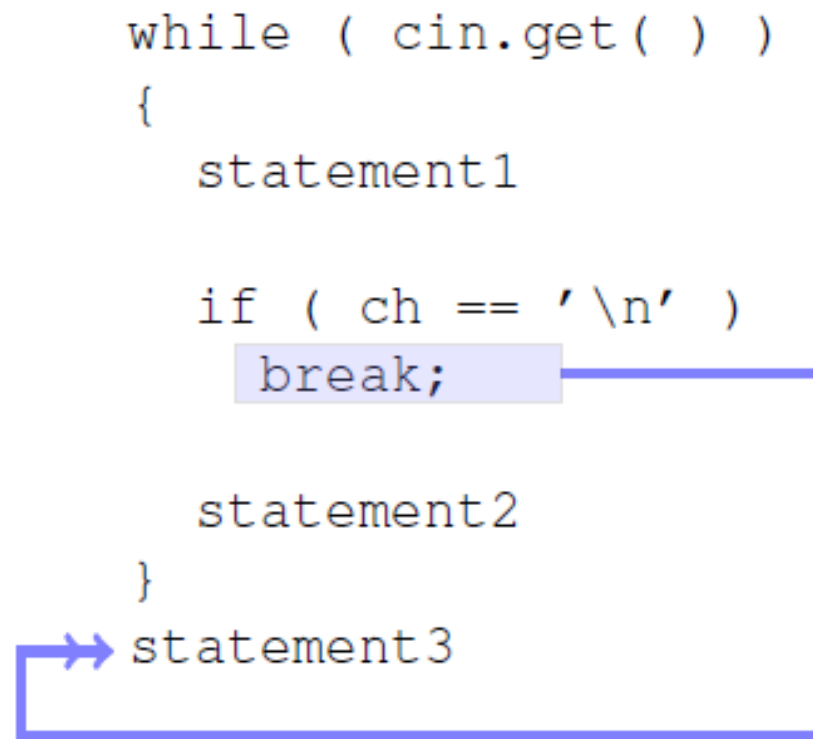 while ( cin.get( ) )
{
statement1
if ( ch == ’\n’ )
break;
statement2
}
statement3